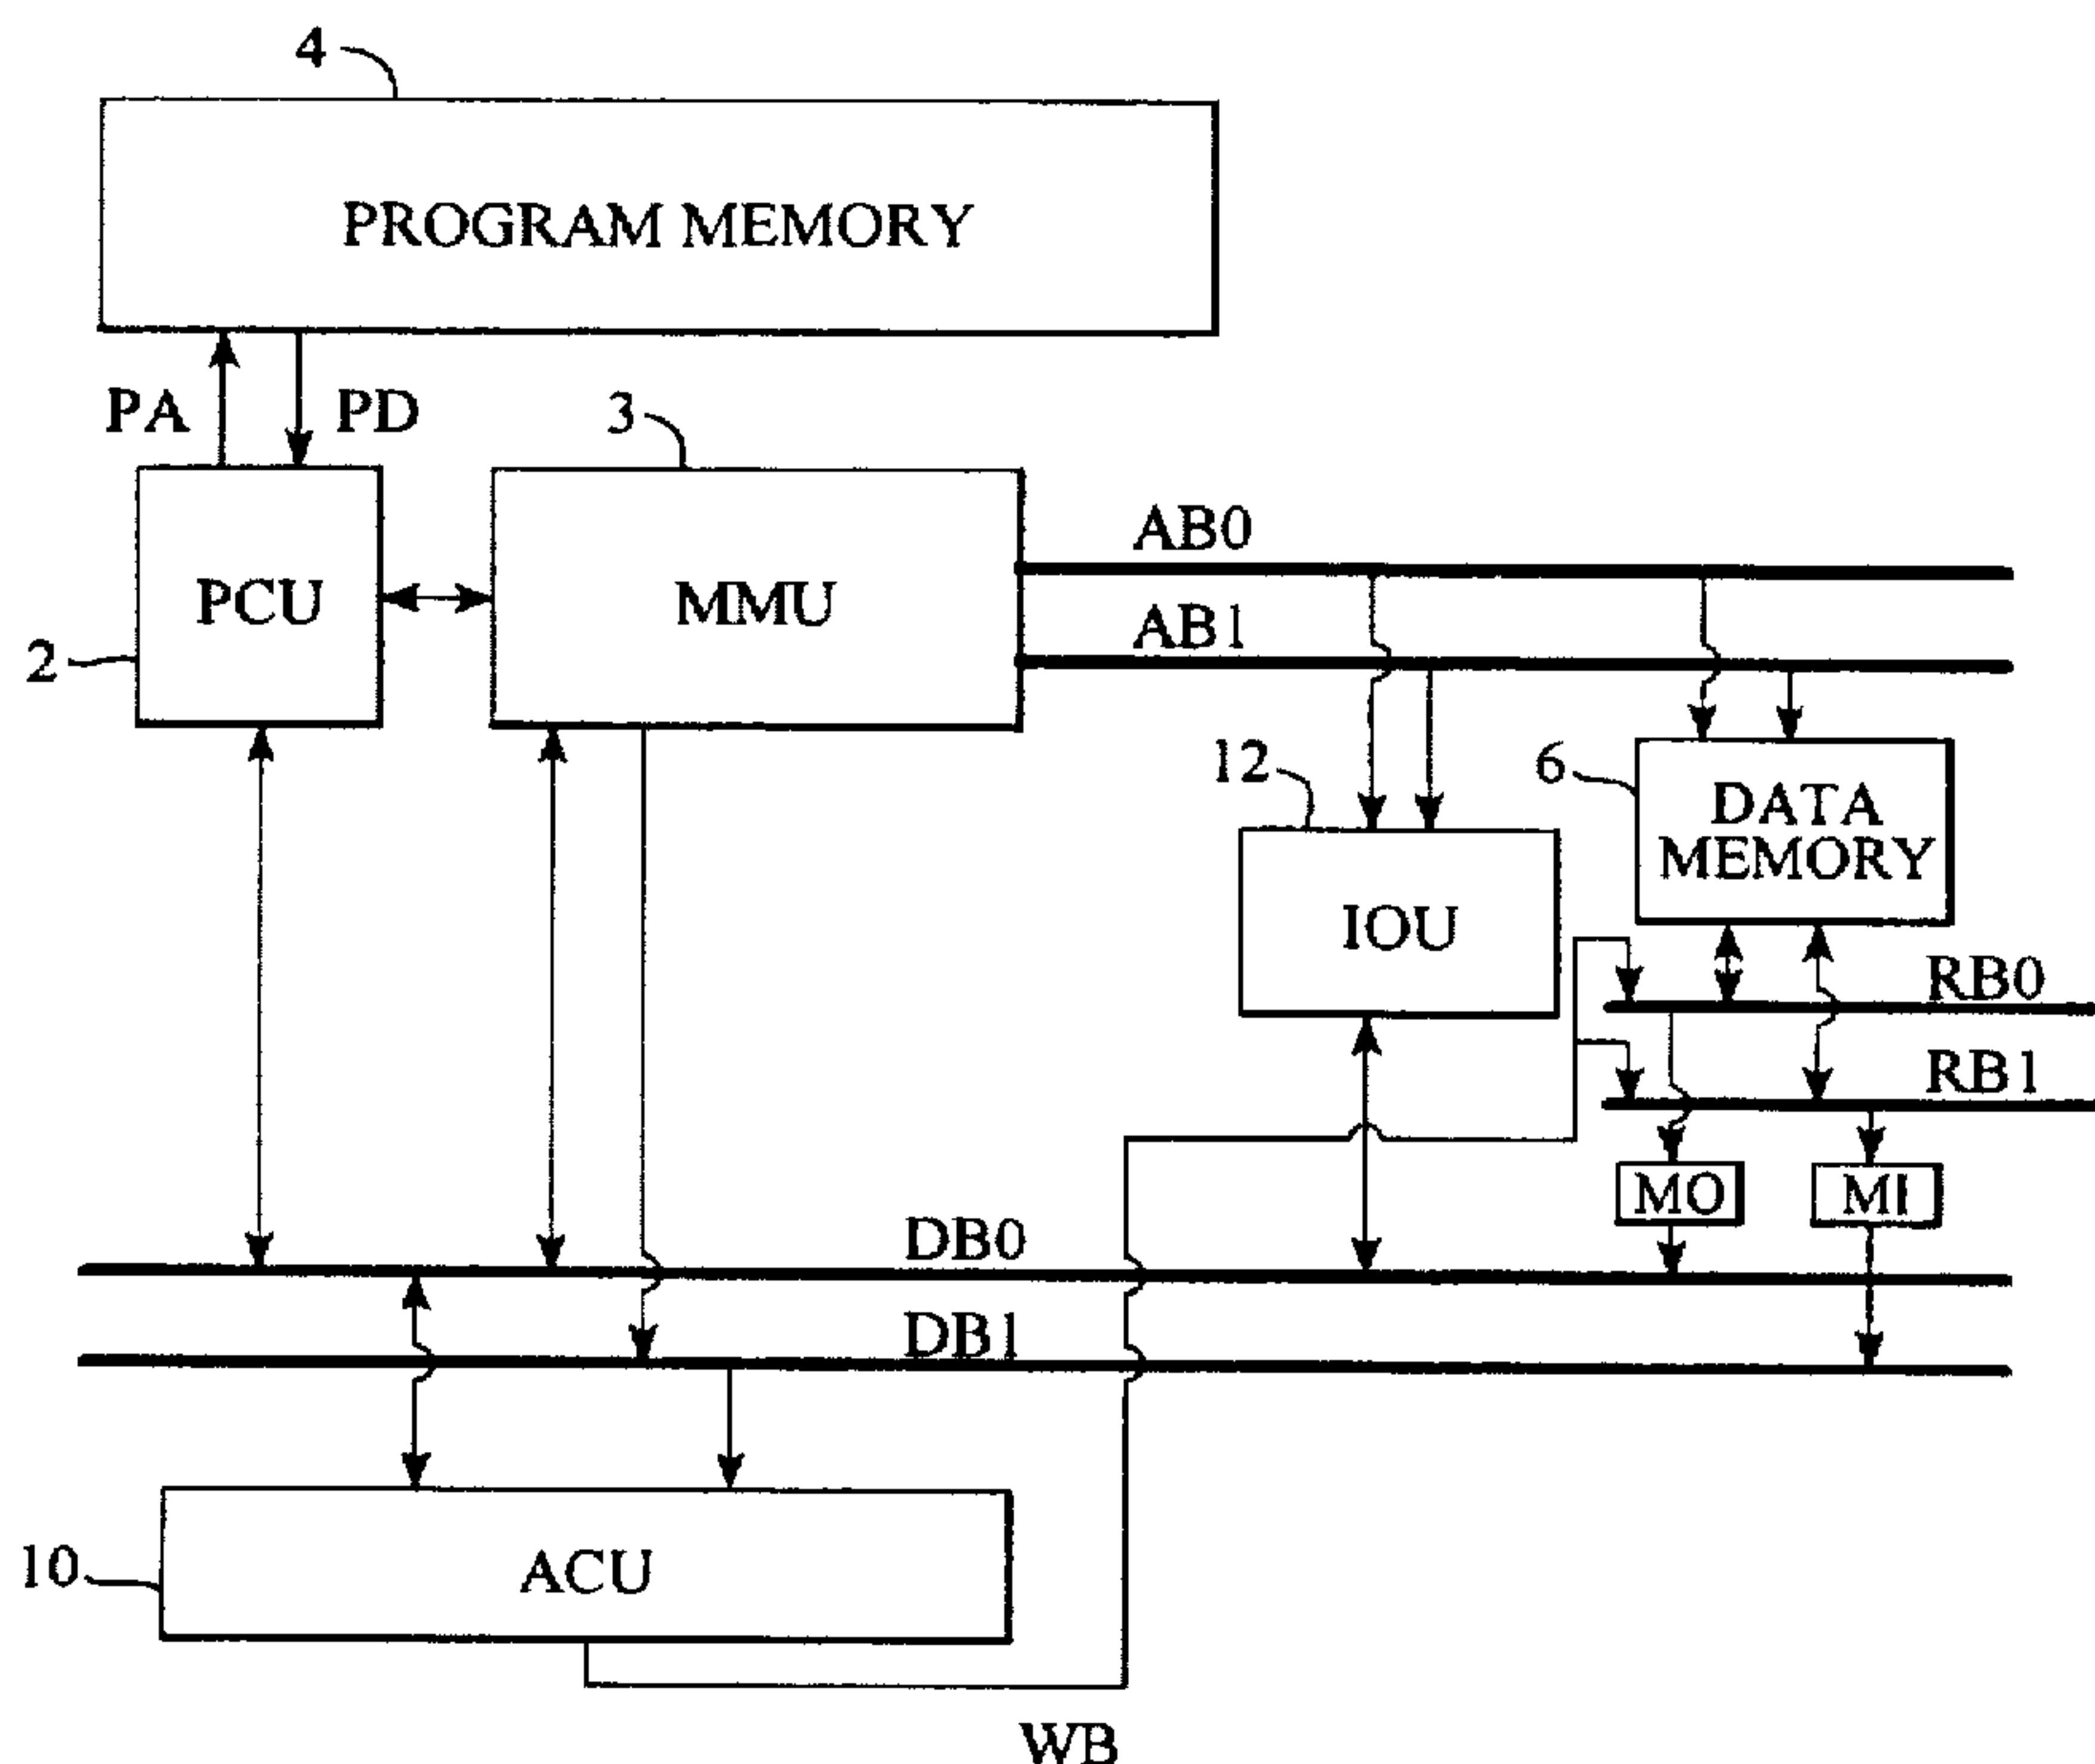 4
PROGRAM MEMORY
PA
PD
3
AB0
PCU
MMU
AB1
2
12
6
DATA
MEMORY
IOU
RB0
RB1
MO
MI
DB0
DB1
10
ACU
WB